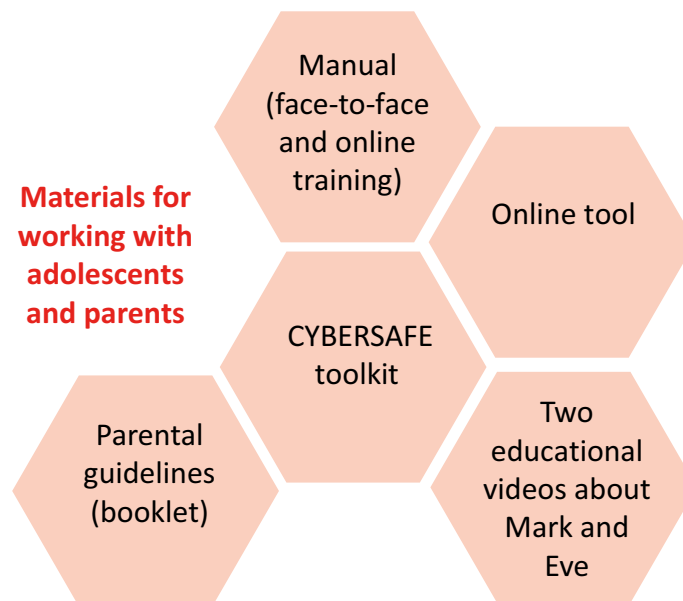 Manual
(face-to-face
and online
training)
Materials for
working with
adolescents
and parents
Online tool
CYBERSAFE
toolkit
Parental
guidelines
(booklet)
Two
educational
videos about
Mark and
Eve